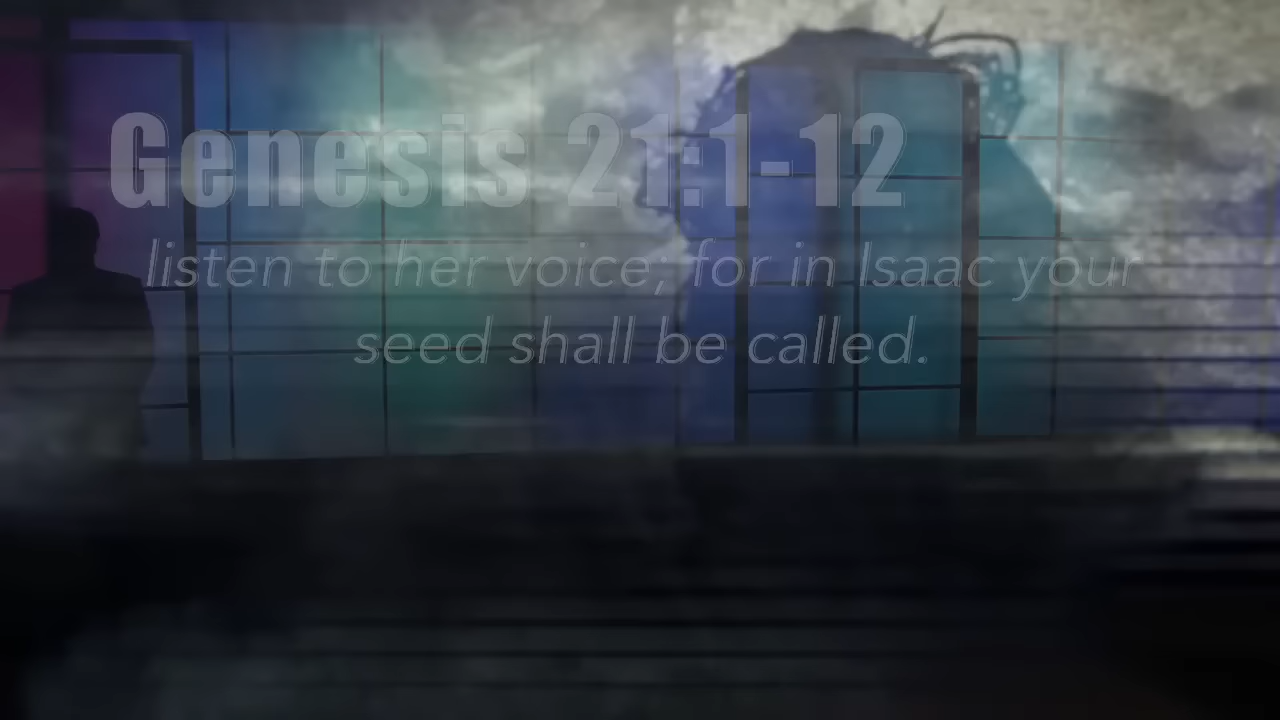 Genesis 21:1-12
listen to her voice; for in Isaac your
seed shall be called.